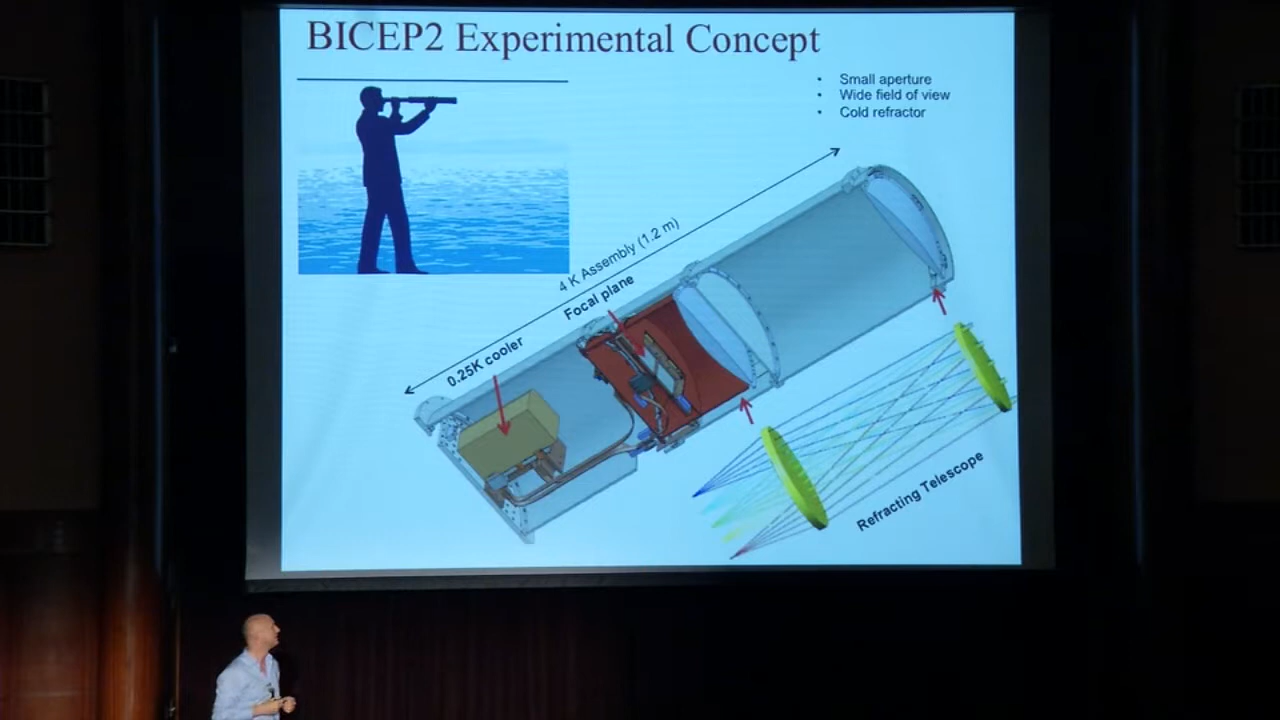 BICEP2 Experimental Concept
• Small aperture
• Wide field of view
• Cold refractor
4 K Assembly (1.2 m)
Focal plane
0.25K cooler
Refracting Telescope